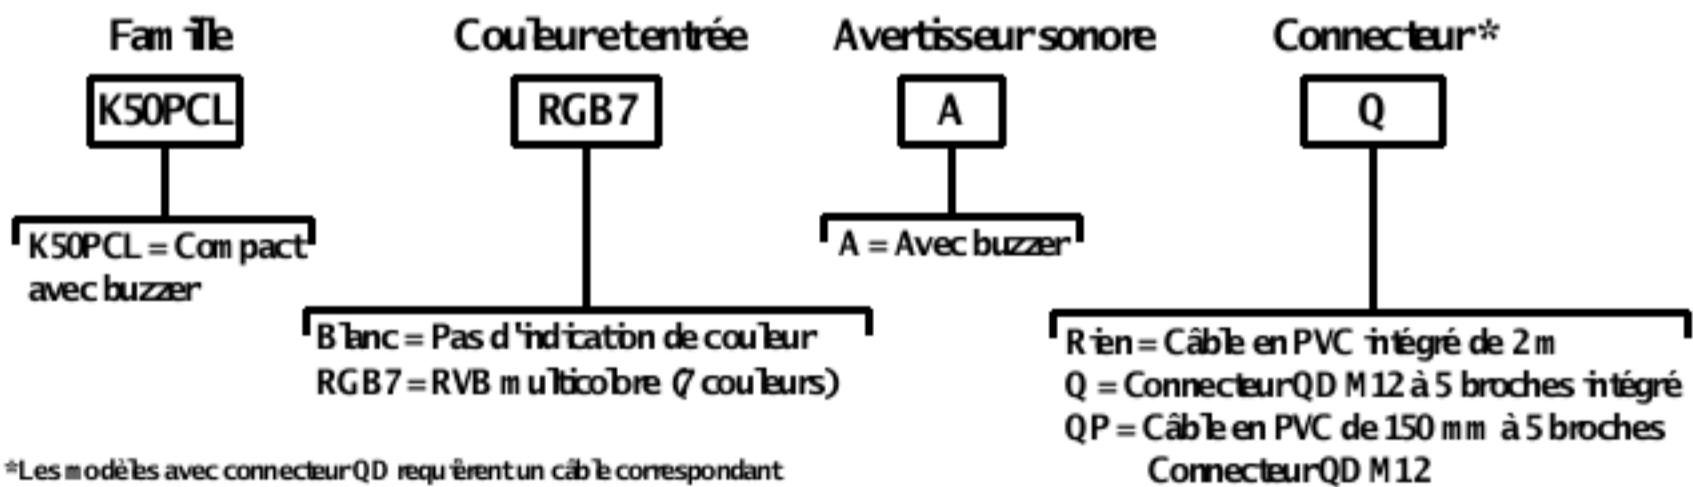 Famille
Couleur et entrée
Avertisseur sonore
Connecteur*
K50PCL
RGB7
A
Q
K50PCL = Compact
avec buzzer
A = Avec buzzer
Blanc = Pas d'indication de couleur
RGB7 = RVB multicolore (7 couleurs)
Rien = Câble en PVC intégré de 2 m
Q = Connecteur QD M12 à 5 broches intégré
QP = Câble en PVC de 150 mm à 5 broches
Connecteur QD M12
*Les modèles avec connecteur QD requièrent un câble correspondant